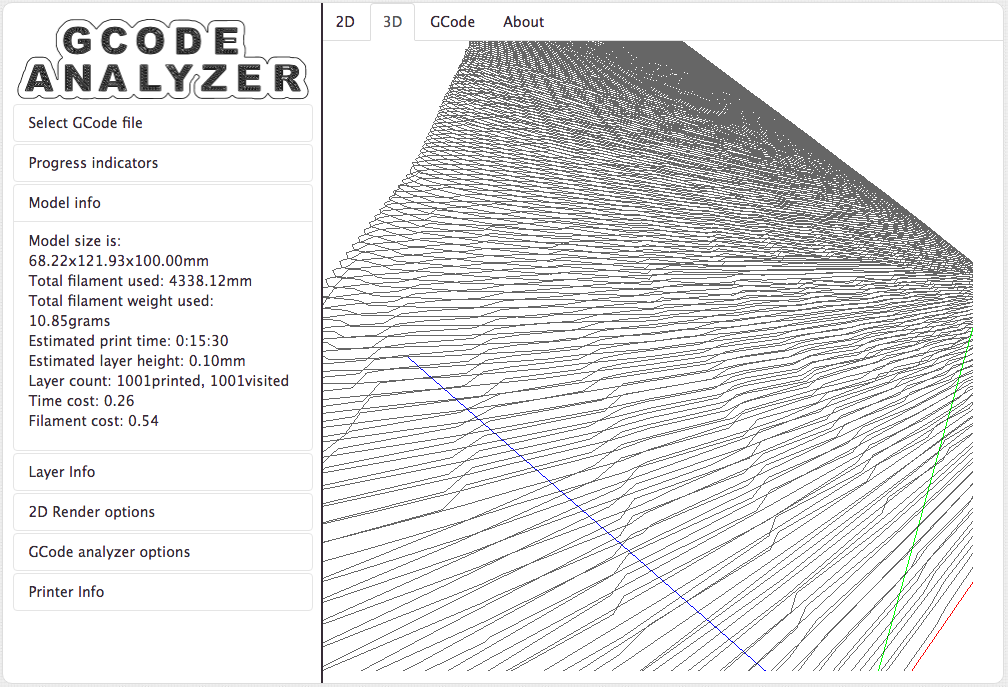 GCODE
ANALYZER
2D 3D GCode About
Select GCode file
Progress indicators
Model info
Model size is:
68.22x121.93x100.00mm
Total filament used: 4338.12mm
Total filament weight used:
10.85grams
Estimated print time: 0:15:30
Estimated layer height: 0.10mm
Layer count: 1001printed, 1001visited
Time cost: 0.26
Filament cost: 0.54
Layer Info
2D Render options
GCode analyzer options
Printer Info